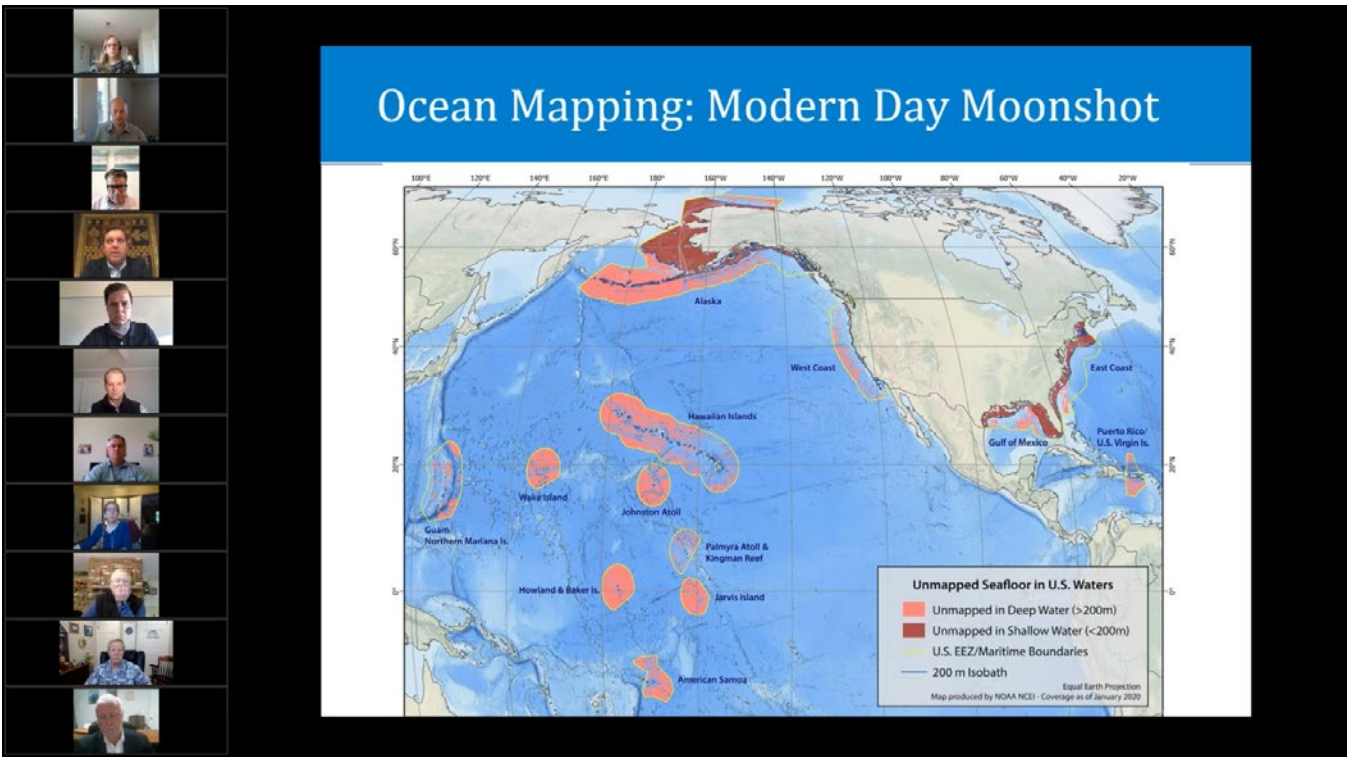 Ocean Mapping: Modern Day Moonshot
100°E 120°E 140°E 160°E 180° 160°W 140°W 120°W 100°W 80°W 60°W 40°W 20°W
60°N 60°N
Alaska
40°N 40°N
West Coast
East Coast
Hawaiian Islands
Gulf of Mexico
Puerto Rico/
U.S. Virgin Is.
20°N 20°N
Wake Island
Johnston Atoll
Guam/
Northern Mariana Is.
Palmyra Atoll &
Kingman Reef
Howland & Baker Is.
Jarvis Island
0° 0°
American Samoa
Unmapped Seafloor in U.S. Waters
Unmapped in Deep Water (>200m)
Unmapped in Shallow Water (<200m)
U.S. EEZ/Maritime Boundaries
200 m Isobath
Equal Earth Projection
Map produced by NOAA NCEI - Coverage as of January 2020